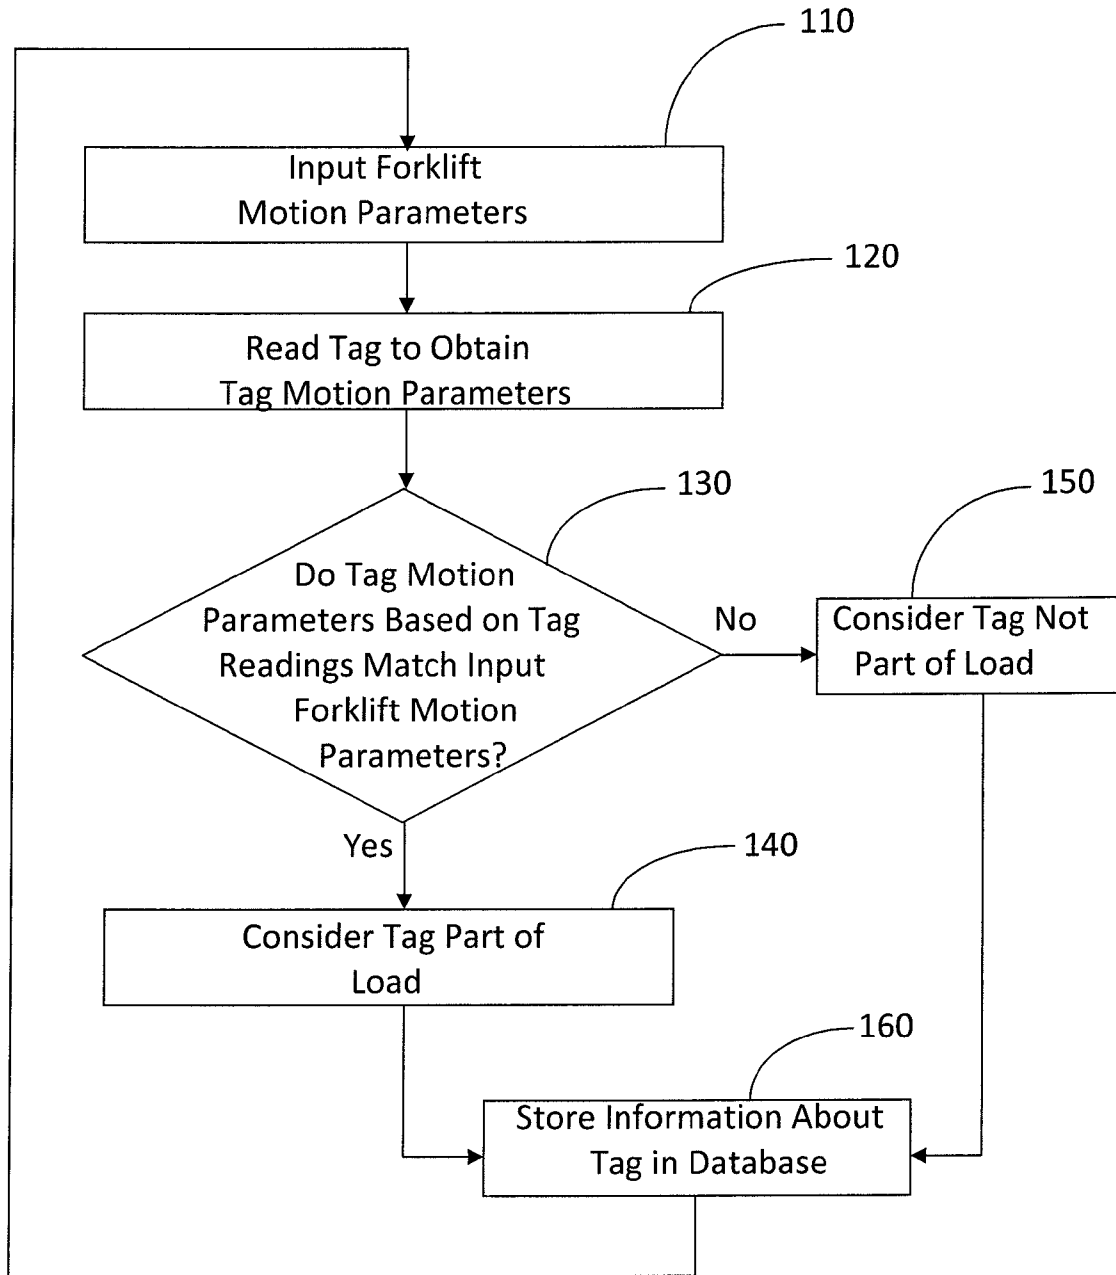 110
Input Forklift
Motion Parameters
120
Read Tag to Obtain
Tag Motion Parameters
130
Do Tag Motion
Parameters Based on Tag
Readings Match Input
Forklift Motion
Parameters?
No
150
Consider Tag Not
Part of Load
Yes
140
Consider Tag Part of
Load
160
Store Information About
Tag in Database